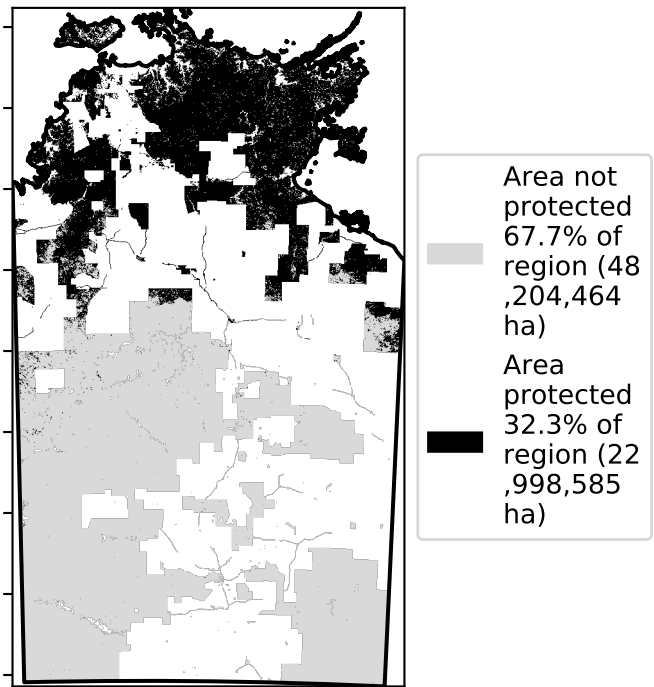 Area not
protected
67.7% of
region (48
,204,464
ha)
Area
protected
32.3% of
region (22
,998,585
ha)